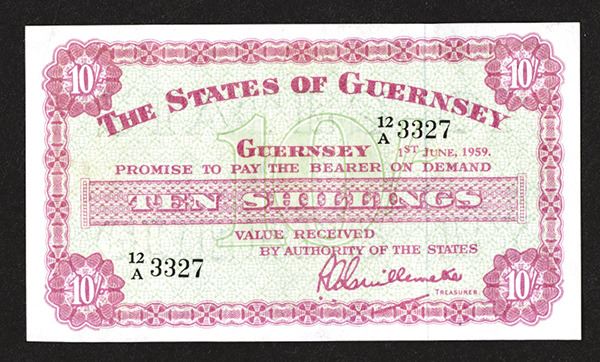 10/- 10/-
THE STATES OF GUERNSEY
12/A 3327
GUERNSEY 1ST JUNE, 1959.
PROMISE TO PAY THE BEARER ON DEMAND
10
TEN SHILLINGS
VALUE RECEIVED
BY AUTHORITY OF THE STATES
12/A 3327
TREASURER.
10/- 10/-